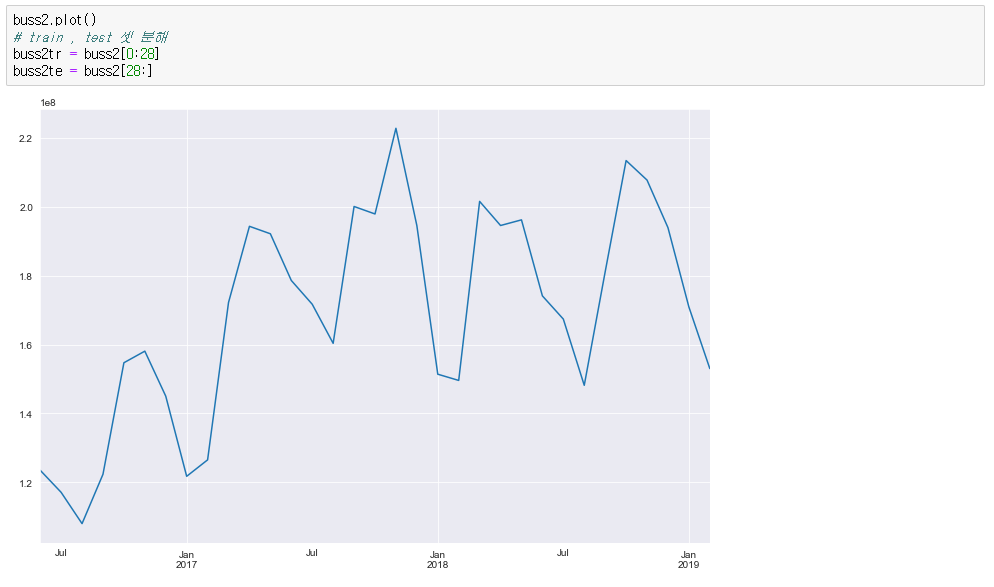 buss2.plot()
# train , test 셋 분해
buss2tr = buss2[0:28]
buss2te = buss2[28:]
1e8
2.2
2.0
1.8
1.6
1.4
1.2
Jul
Jan
2017
Jul
Jan
2018
Jul
Jan
2019